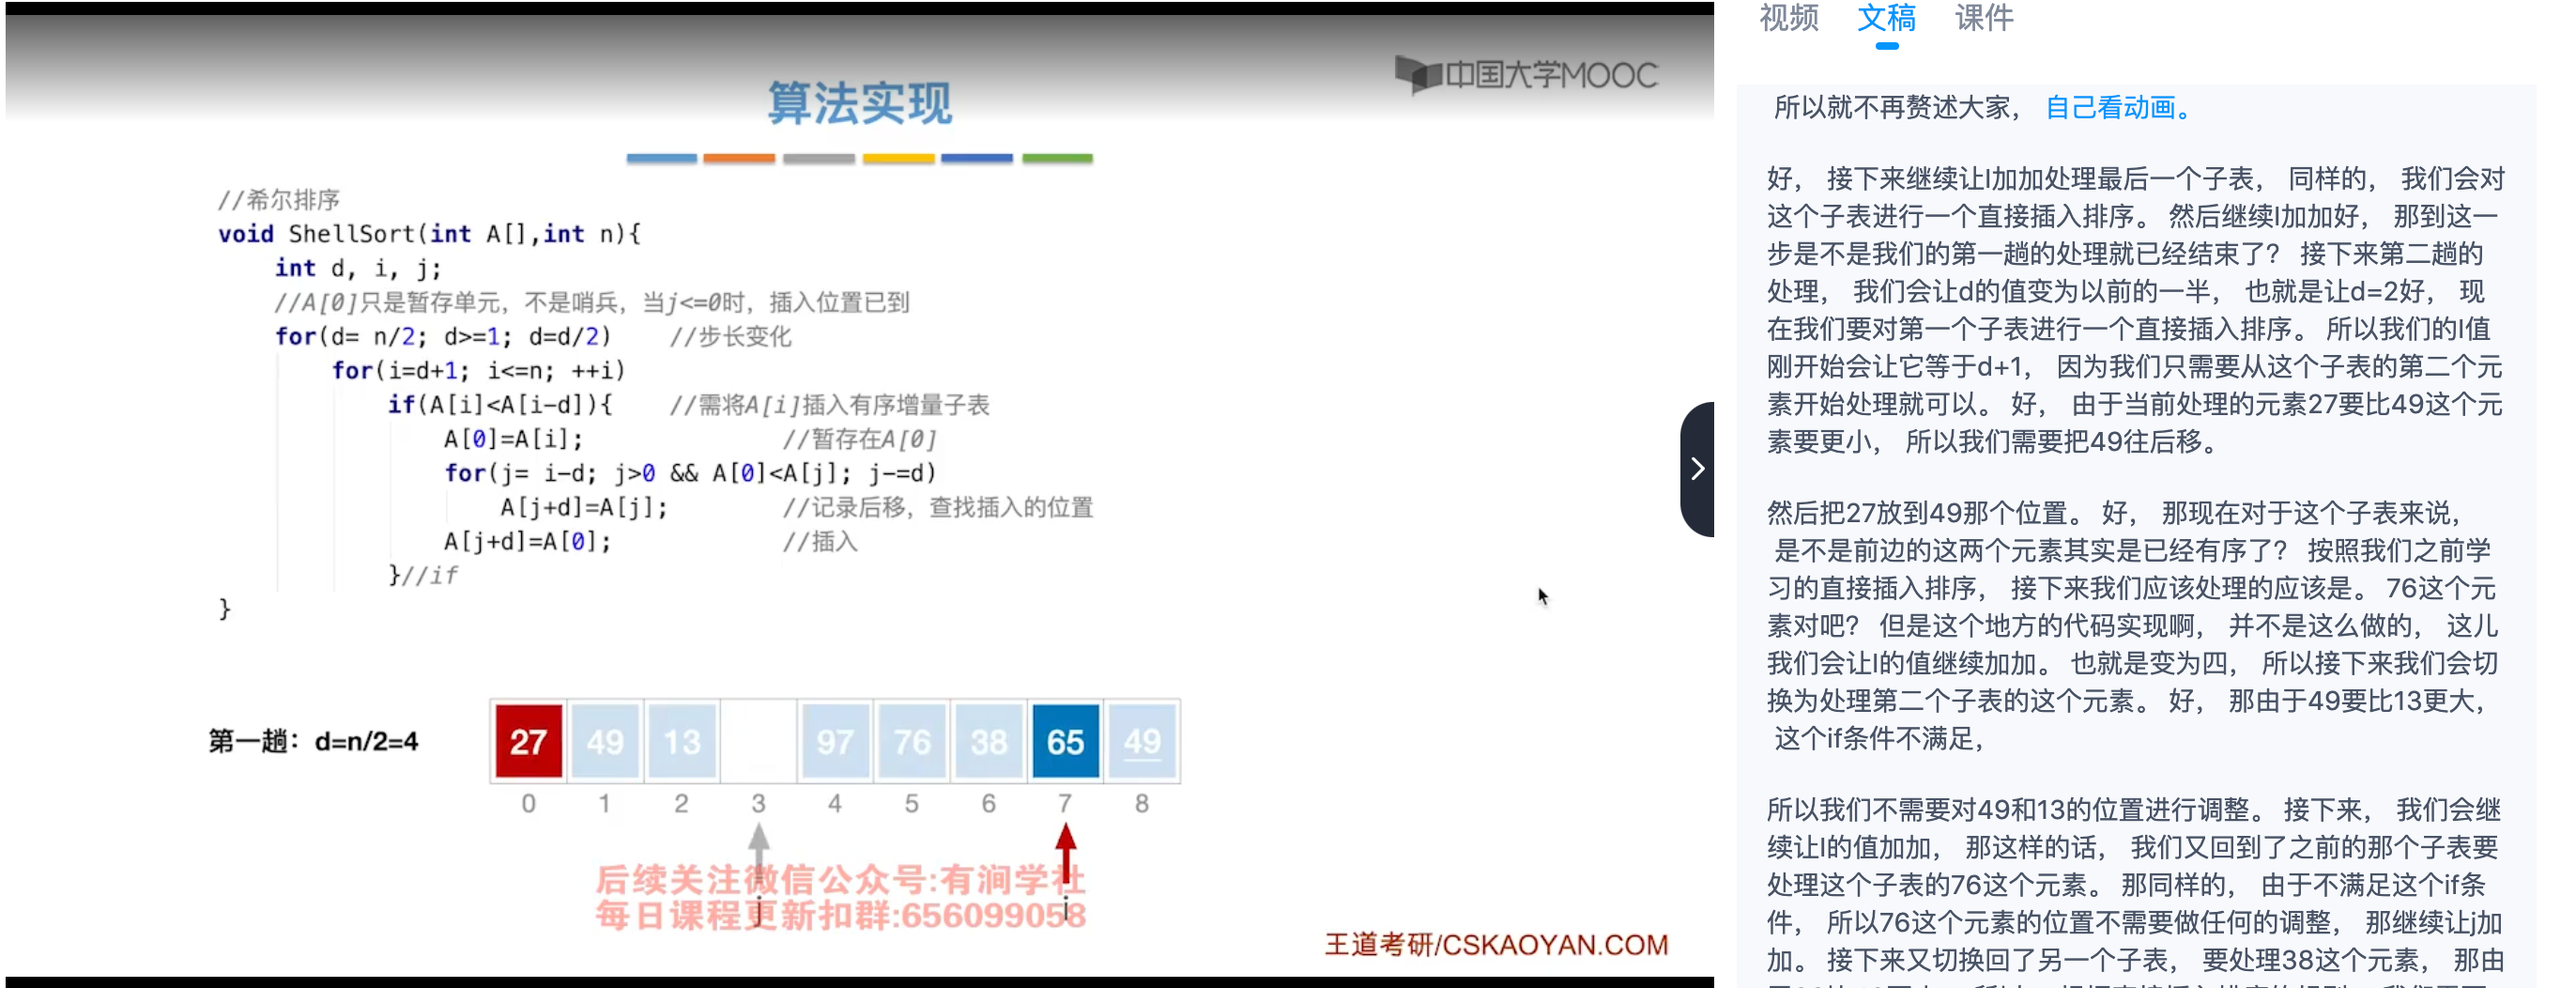 中国大学MOOC
算法实现
//希尔排序
void ShellSort(int A[],int n){
    int d, i, j;
    //A[0]只是暂存单元，不是哨兵，当j<=0时，插入位置已到
    for(d= n/2; d>=1; d=d/2)    //步长变化
        for(i=d+1; i<=n; ++i)
            if(A[i]<A[i-d]){    //需将A[i]插入有序增量子表
                A[0]=A[i];              //暂存在A[0]
                for(j= i-d; j>0 && A[0]<A[j]; j-=d)
                    A[j+d]=A[j];        //记录后移，查找插入的位置
                A[j+d]=A[0];            //插入
            }//if
}
第一趟：d=n/2=4
27 49 13 97 76 38 65 49
0 1 2 3 4 5 6 7 8
j i
后续关注微信公众号:有涧学社
每日课程更新扣群:656099058
王道考研/CSKAOYAN.COM
视频 文稿 课件
所以就不再赘述大家， 自己看动画。
好， 接下来继续让I加加处理最后一个子表， 同样的， 我们会对
这个子表进行一个直接插入排序。 然后继续I加加好， 那到这一
步是不是我们的第一趟的处理就已经结束了？ 接下来第二趟的
处理， 我们会让d的值变为以前的一半， 也就是让d=2好， 现
在我们要对第一个子表进行一个直接插入排序。 所以我们的I值
刚开始会让它等于d+1， 因为我们只需要从这个子表的第二个元
素开始处理就可以。 好， 由于当前处理的元素27要比49这个元
素要更小， 所以我们需要把49往后移。
然后把27放到49那个位置。 好， 那现在对于这个子表来说，
是不是前边的这两个元素其实是已经有序了？ 按照我们之前学
习的直接插入排序， 接下来我们应该处理的应该是。 76这个元
素对吧？ 但是这个地方的代码实现啊， 并不是这么做的， 这儿
我们会让I的值继续加加。 也就是变为四， 所以接下来我们会切
换为处理第二个子表的这个元素。 好， 那由于49要比13更大，
这个if条件不满足，
所以我们不需要对49和13的位置进行调整。 接下来， 我们会继
续让I的值加加， 那这样的话， 我们又回到了之前的那个子表要
处理这个子表的76这个元素。 那同样的， 由于不满足这个if条
件， 所以76这个元素的位置不需要做任何的调整， 那继续让j加
加。 接下来又切换回了另一个子表， 要处理38这个元素， 那由